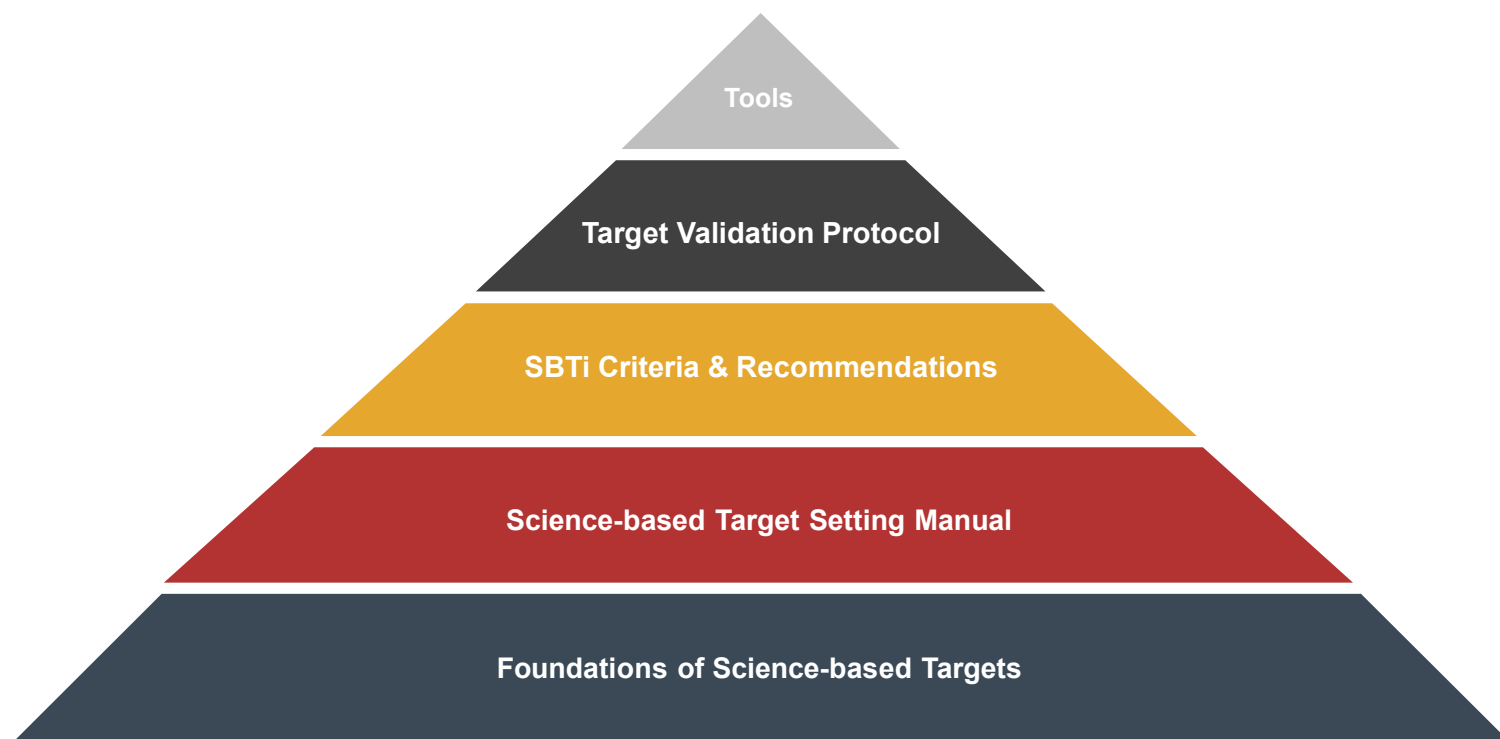 Tools
Target Validation Protocol
SBTi Criteria & Recommendations
Science-based Target Setting Manual
Foundations of Science-based Targets